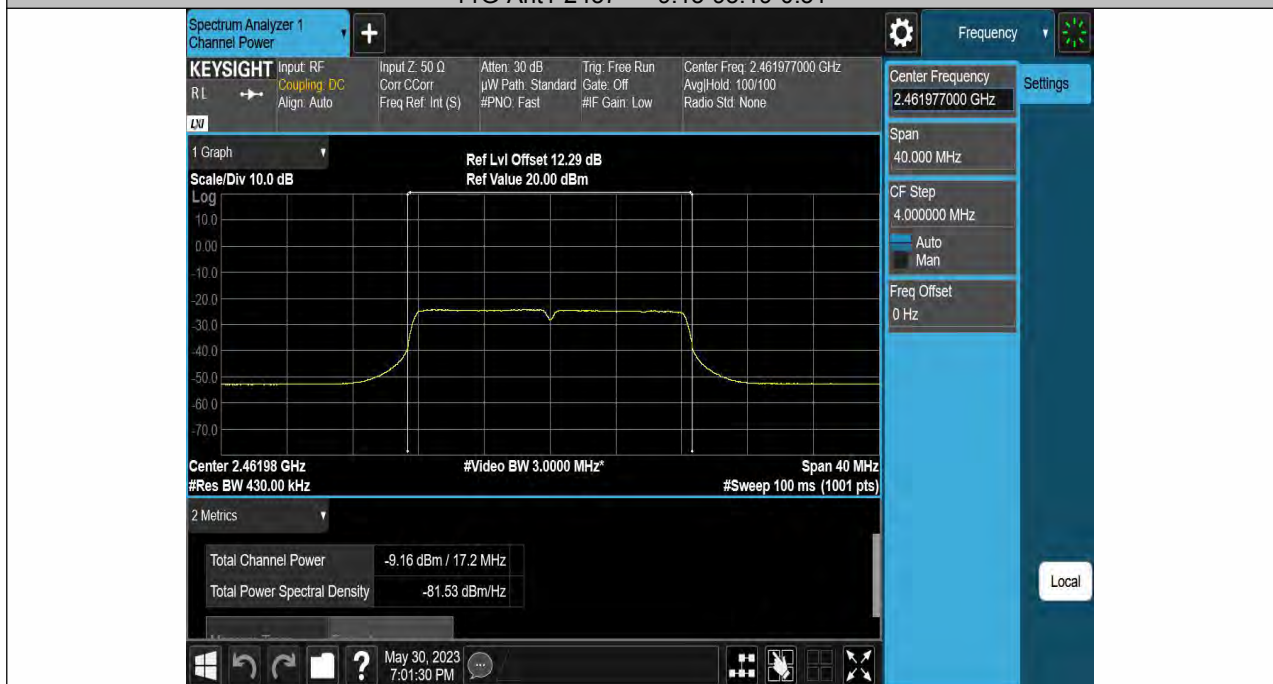 Spectrum Analyzer 1
Channel Power
+
Frequency
KEYSIGHT
Input: RF
Input Z: 50 Ω
Atten: 30 dB
Trig: Free Run
Center Freq: 2.461977000 GHz
RL
Coupling: DC
Corr CCorr
µW Path: Standard
Gate: Off
Avg|Hold: 100/100
Align: Auto
Freq Ref: Int (S)
#PNO: Fast
#IF Gain: Low
Radio Std: None
LXI
Center Frequency
2.461977000 GHz
Settings
Span
40.000 MHz
CF Step
4.000000 MHz
Auto
Man
Freq Offset
0 Hz
1 Graph
Ref Lvl Offset 12.29 dB
Scale/Div 10.0 dB
Ref Value 20.00 dBm
Log
10.0
0.00
-10.0
-20.0
-30.0
-40.0
-50.0
-60.0
-70.0
Center 2.46198 GHz
#Video BW 3.0000 MHz*
Span 40 MHz
#Res BW 430.00 kHz
#Sweep 100 ms (1001 pts)
2 Metrics
Total Channel Power
-9.16 dBm / 17.2 MHz
Total Power Spectral Density
-81.53 dBm/Hz
Local
?
May 30, 2023
7:01:30 PM